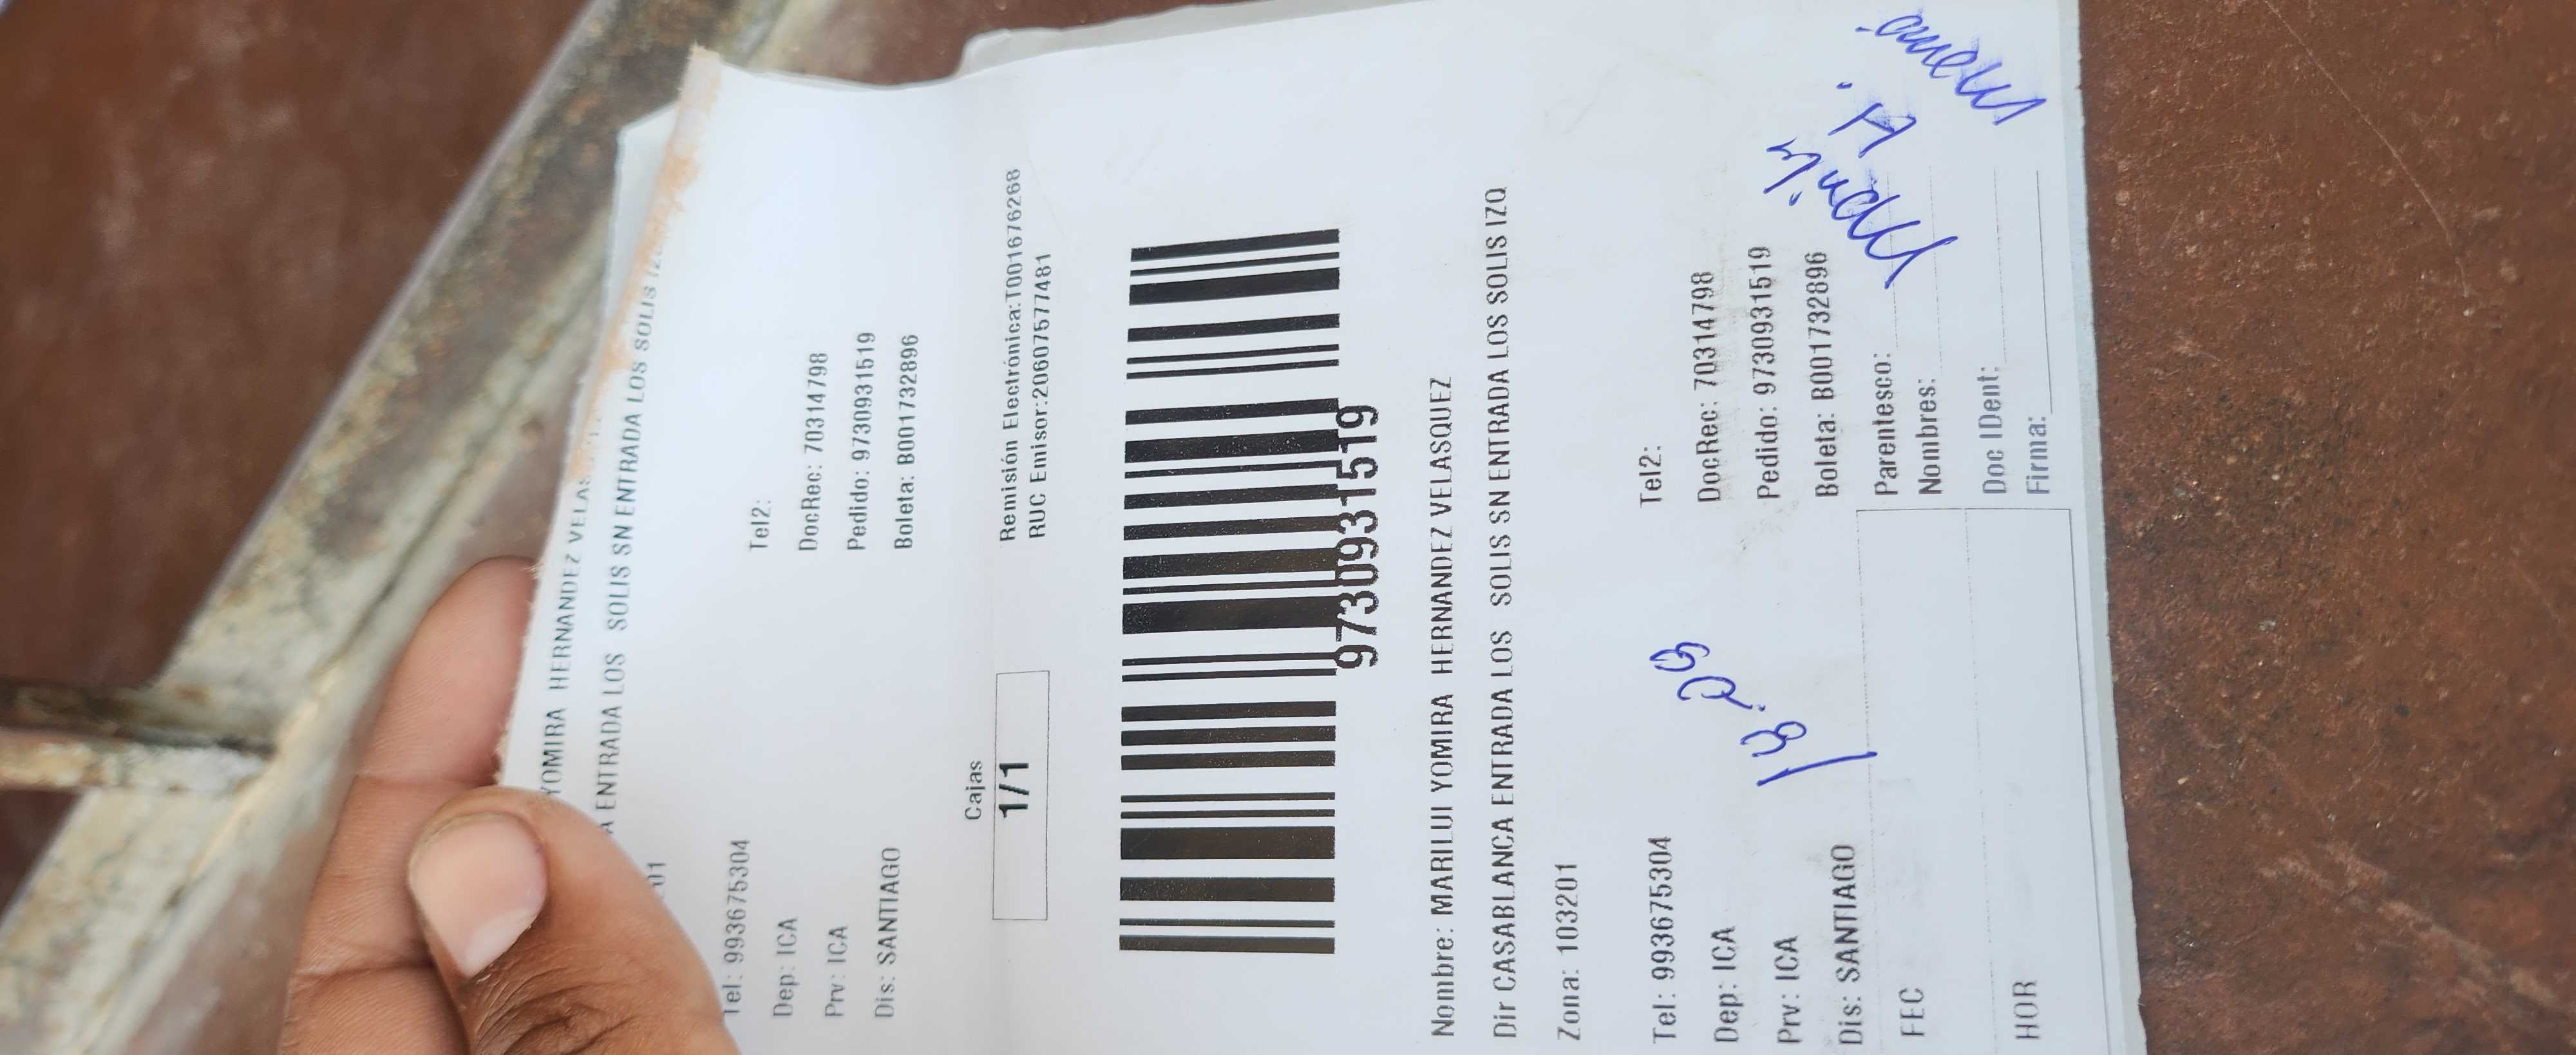 YOMIRA HERNANDEZ VELAS
A ENTRADA LOS SOLIS SN ENTRADA LOS SOLIS IZ
01
Tel: 993675304 Tel2:
Dep: ICA DocRec: 70314798
Prv: ICA Pedido: 9730931519
Dis: SANTIAGO Boleta: B001732896
Cajas
1/1
Remisión Electrónica:T001676268
RUC Emisor:20607577481
9730931519
Nombre: MARILUI YOMIRA HERNANDEZ VELASQUEZ
Dir CASABLANCA ENTRADA LOS SOLIS SN ENTRADA LOS SOLIS IZQ
Zona: 103201
Tel: 993675304 Tel2:
Dep: ICA DocRec: 70314798
Prv: ICA Pedido: 9730931519
Dis: SANTIAGO Boleta: B001732896
FEC Parentesco:
Nombres:
HOR Doc IDent:
Firma: